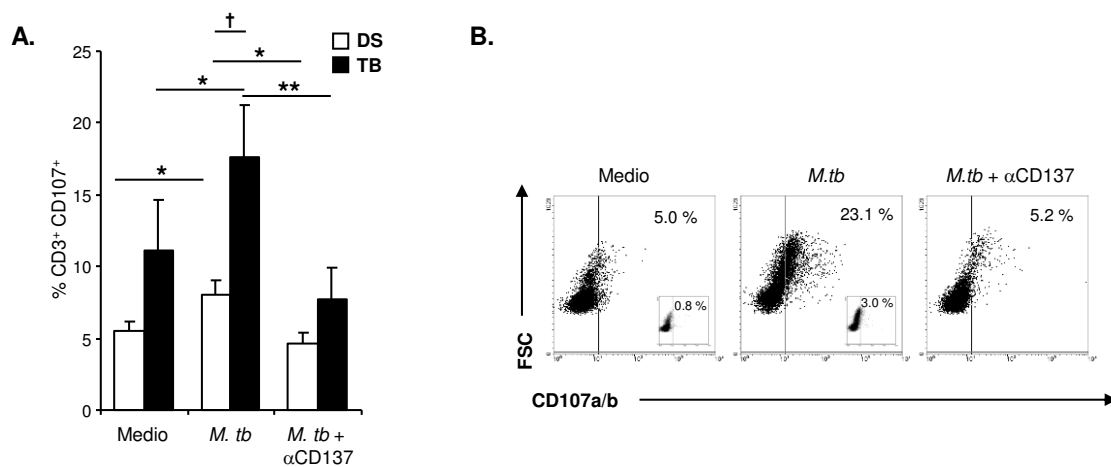 A.
†
DS
TB
*
*
**
*
25
20
15
10
5
0
% CD3+ CD107+
Medio
M. tb
M. tb +
αCD137
B.
Medio
M.tb
M.tb + αCD137
5.0 %
23.1 %
5.2 %
0.8 %
3.0 %
FSC
CD107a/b